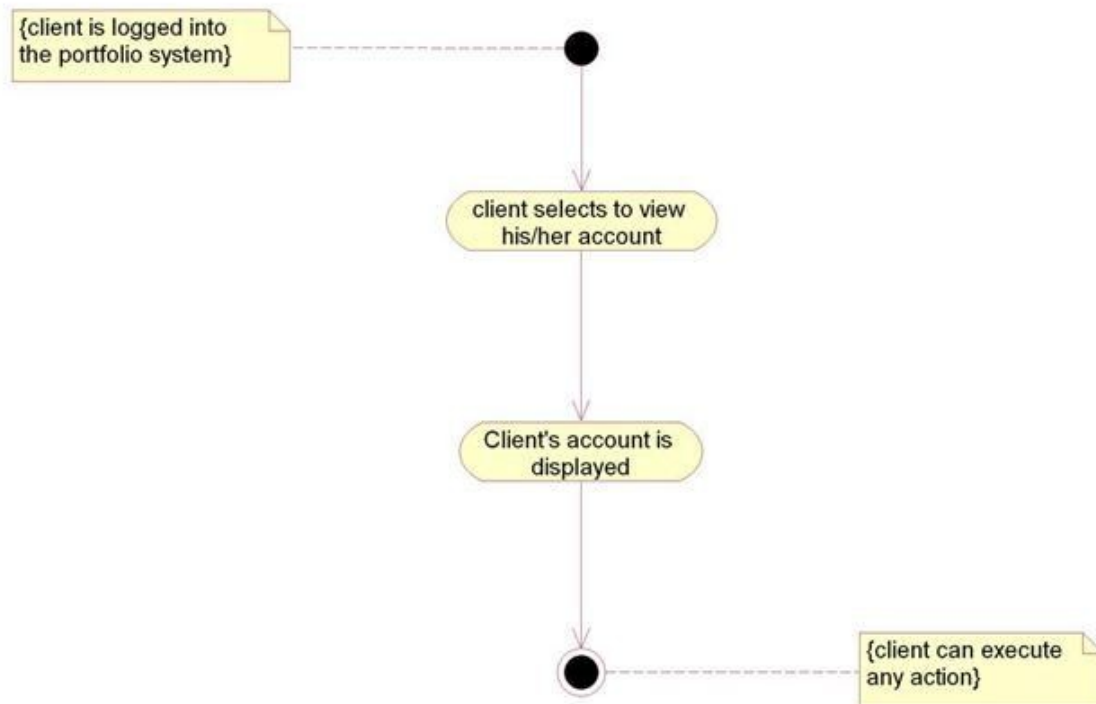 {client is logged into
the portfolio system}
client selects to view
his/her account
Client's account is
displayed
{client can execute
any action}